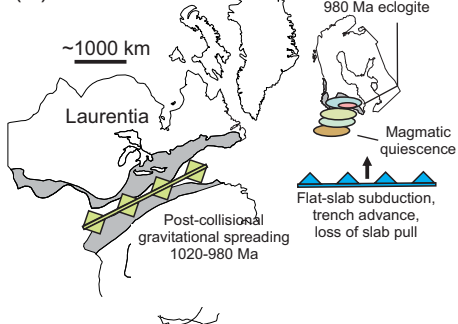 980 Ma eclogite
~1000 km
Laurentia
Magmatic
quiescence
Flat-slab subduction,
trench advance,
loss of slab pull
Post-collisional
gravitational spreading
1020-980 Ma